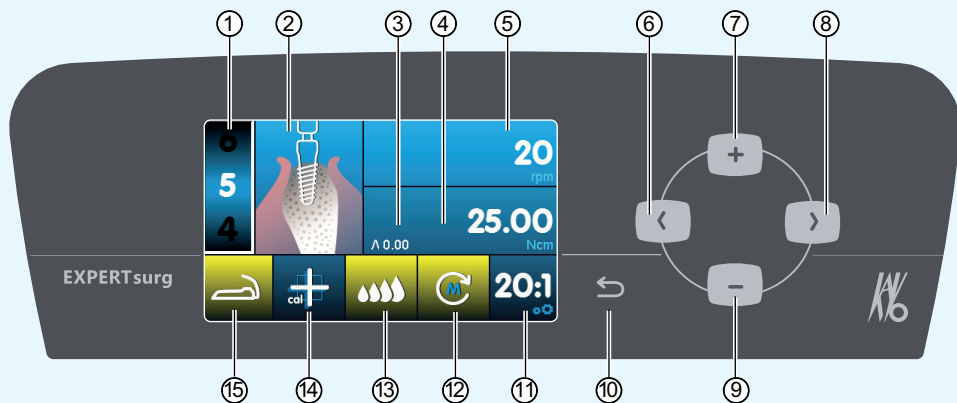 ① ② ③ ④ ⑤ ⑥ ⑦ ⑧
6
5
4
20
rpm
25.00
Ncm
Λ 0.00
+
‹ ›
−
EXPERTsurg
cal
M
20:1
KAVO
⑮ ⑭ ⑬ ⑫ ⑪ ⑩ ⑨